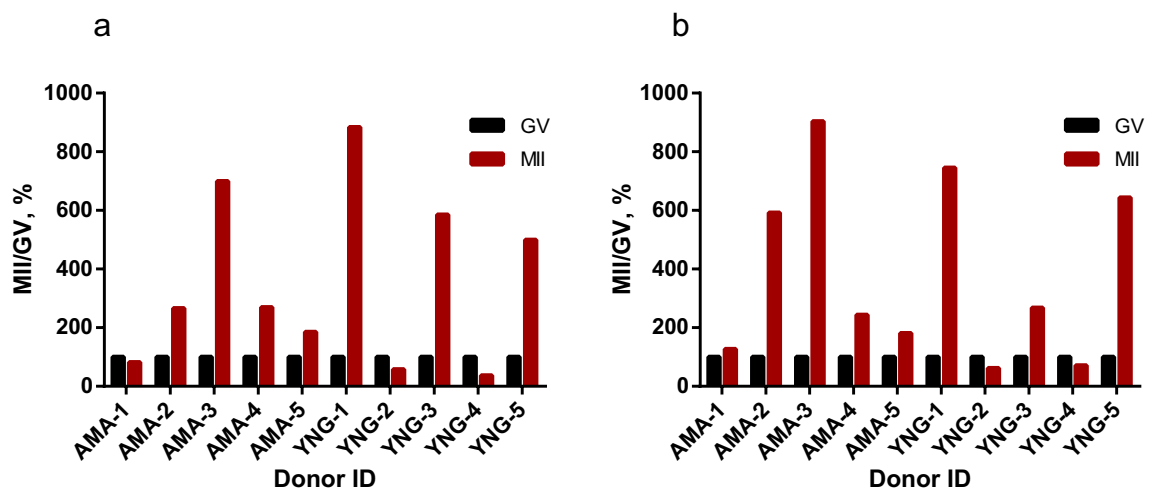 a
1000
800
600
400
200
0
MII/GV, %
GV
MII
AMA-1
AMA-2
AMA-3
AMA-4
AMA-5
YNG-1
YNG-2
YNG-3
YNG-4
YNG-5
Donor ID
b
1000
800
600
400
200
0
MII/GV, %
GV
MII
AMA-1
AMA-2
AMA-3
AMA-4
AMA-5
YNG-1
YNG-2
YNG-3
YNG-4
YNG-5
Donor ID